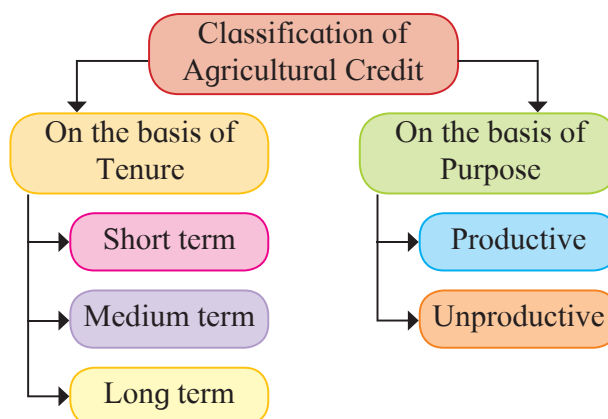 Classification of
Agricultural Credit
On the basis of
Tenure
Short term
Medium term
Long term
On the basis of
Purpose
Productive
Unproductive